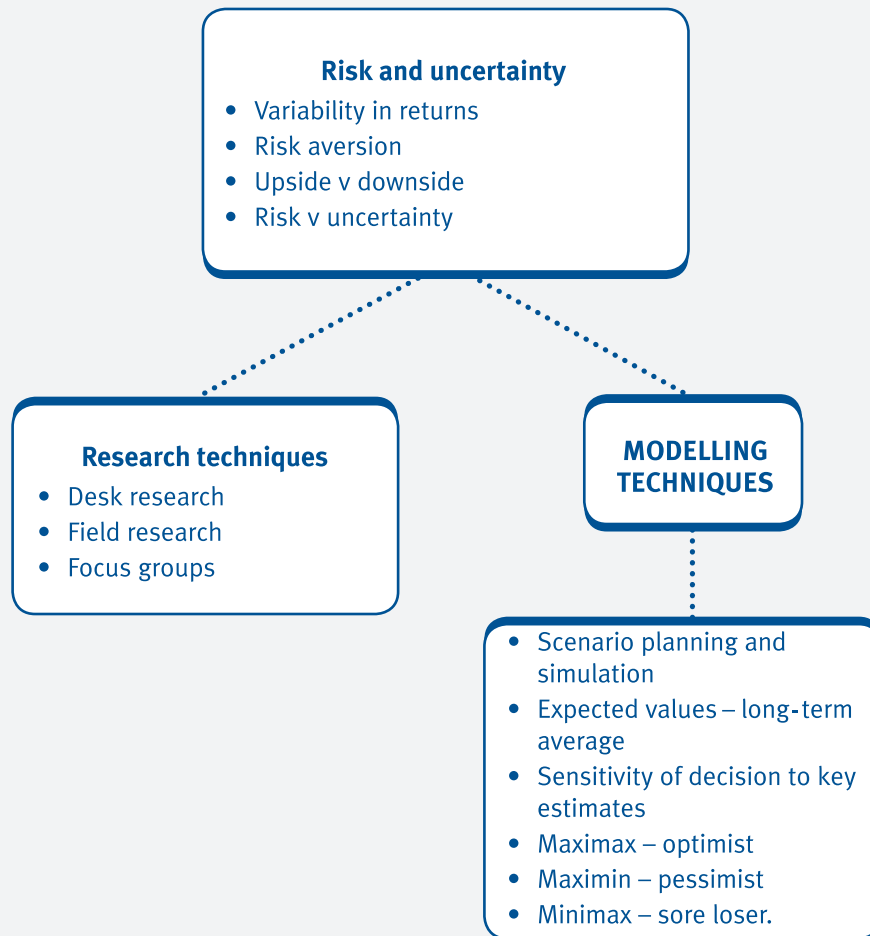 Risk and uncertainty
• Variability in returns
• Risk aversion
• Upside v downside
• Risk v uncertainty
Research techniques
• Desk research
• Field research
• Focus groups
MODELLING
TECHNIQUES
• Scenario planning and
simulation
• Expected values – long-term
average
• Sensitivity of decision to key
estimates
• Maximax – optimist
• Maximin – pessimist
• Minimax – sore loser.